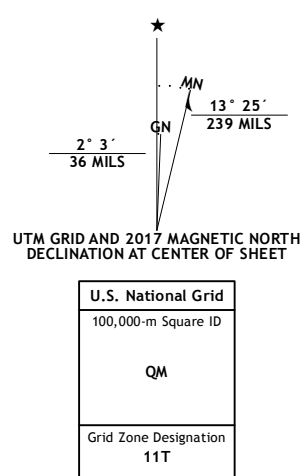 ★
MN
GN
13° 25´
239 MILS
2° 3´
36 MILS
UTM GRID AND 2017 MAGNETIC NORTH
DECLINATION AT CENTER OF SHEET
U.S. National Grid
100,000-m Square ID
QM
Grid Zone Designation
11T